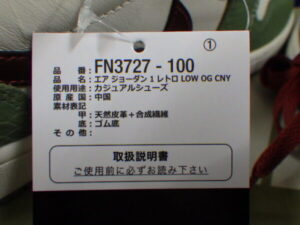 ①
品 番： FN3727 - 100
品 名： エア ジョーダン 1 レトロ LOW OG CNY
使用用途： カジュアルシューズ
原 産 国： 中国
素材表記
甲： 天然皮革＋合成繊維
底： ゴム底
そ の 他：
取扱説明書
ご使用前に必ずお読み下さい